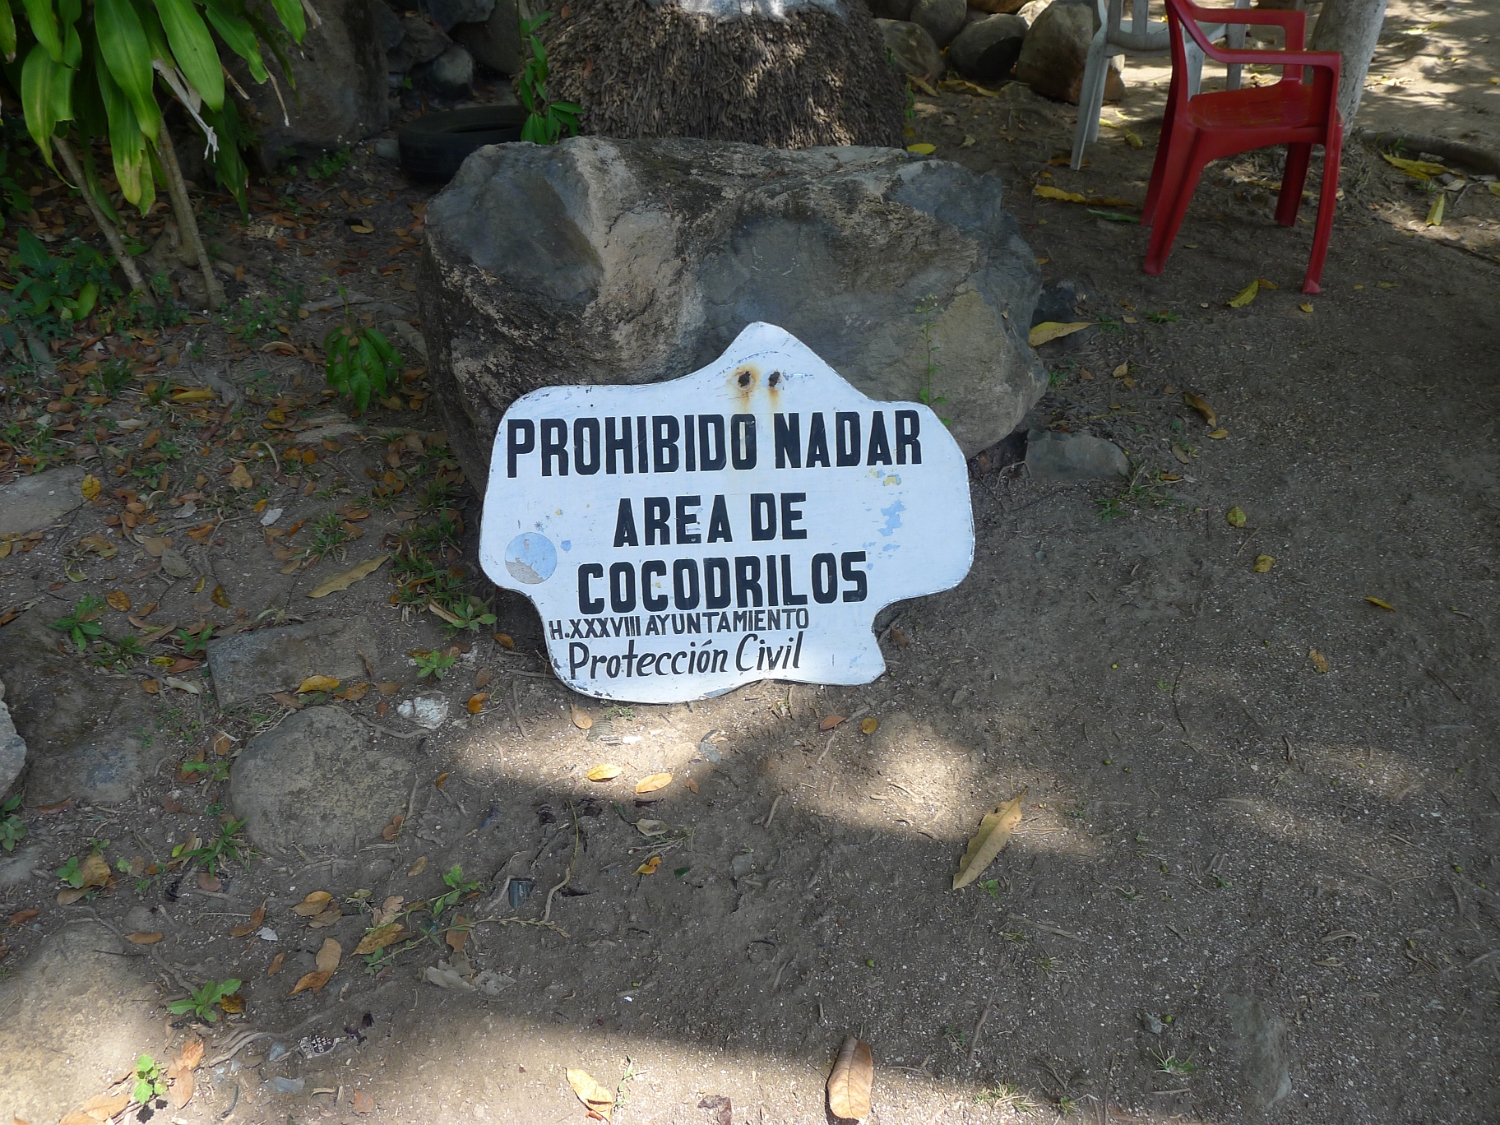 PROHIBIDO NADAR
AREA DE
COCODRILOS
H. XXXVIII AYUNTAMIENTO
Protección Civil